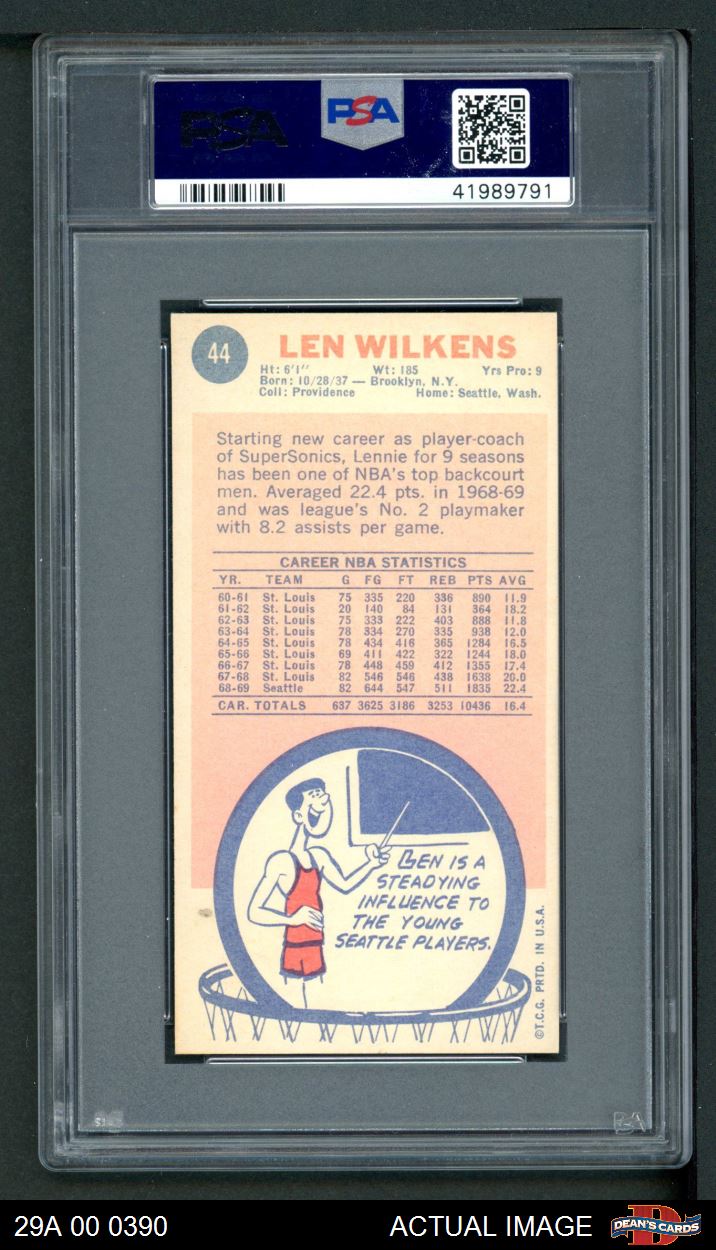 PSA
PSA
41989791
44
LEN WILKENS
Ht: 6'1" Wt: 185 Yrs Pro: 9
Born: 10/28/37 — Brooklyn, N.Y.
Coll: Providence Home: Seattle, Wash.
Starting new career as player-coach
of SuperSonics, Lennie for 9 seasons
has been one of NBA's top backcourt
men. Averaged 22.4 pts. in 1968-69
and was league's No. 2 playmaker
with 8.2 assists per game.
CAREER NBA STATISTICS
YR. TEAM G FG FT REB PTS AVG
60-61 St. Louis 75 335 220 336 890 11.9
61-62 St. Louis 20 140 84 131 364 18.2
62-63 St. Louis 75 333 222 403 888 11.8
63-64 St. Louis 78 334 270 335 938 12.0
64-65 St. Louis 78 434 416 365 1284 16.5
65-66 St. Louis 69 411 422 322 1244 18.0
66-67 St. Louis 78 448 459 412 1355 17.4
67-68 St. Louis 82 546 546 438 1638 20.0
68-69 Seattle 82 644 547 511 1835 22.4
CAR. TOTALS 637 3625 3186 3253 10436 16.4
LEN IS A
STEADYING
INFLUENCE TO
THE YOUNG
SEATTLE PLAYERS.
©T.C.G. PRTD. IN U.S.A.
PSA
29A 00 0390 ACTUAL IMAGE DEAN'S CARDS